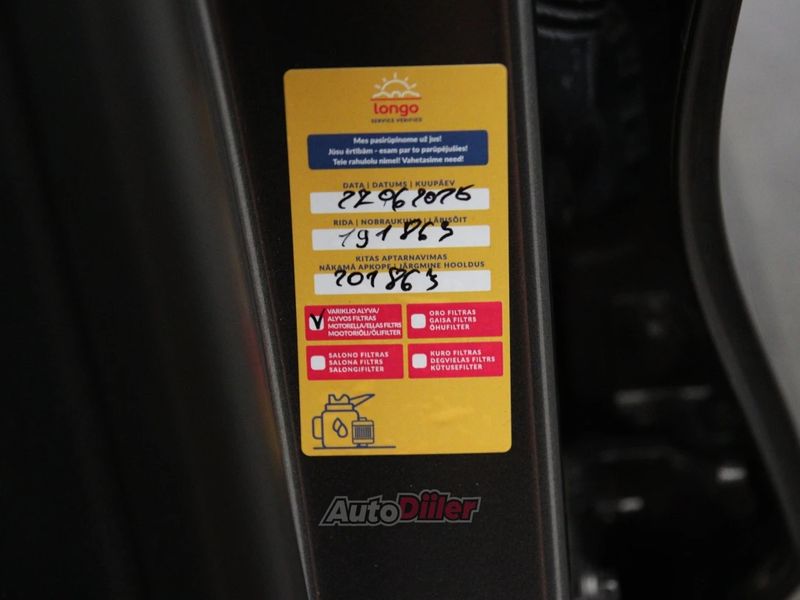 longo
SERVICE VERIFIED
Mes pasirūpinome už jus!
Jūsu ērtībām - esam par to parūpējušies!
Teie rahulolu nimel! Vahetasime need!
DATA | DATUMS | KUUPÄEV
RIDA | NOBRAUKUMS | LÄBISÕIT
191863
KITAS APTARNAVIMAS
NĀKAMĀ APKOPE | JÄRGMINE HOOLDUS
201863
VARIKLIO ALYVA/
ALYVOS FILTRAS
MOTOREĻĻA/EĻĻAS FILTRS
MOOTORIÕLI/ÕLIFILTER
ORO FILTRAS
GAISA FILTRS
ÕHUFILTER
SALONO FILTRAS
SALONA FILTRS
SALONGIFILTER
KURO FILTRAS
DEGVIELAS FILTRS
KÜTUSEFILTER
AutoDiiler